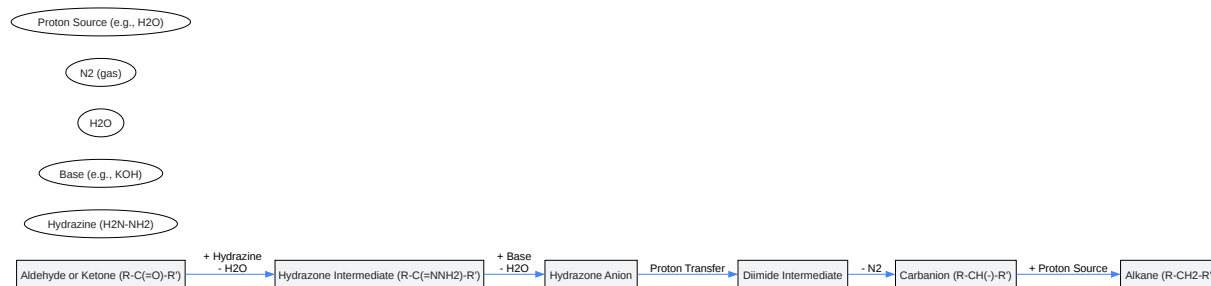 Proton Source (e.g., H2O)
N2 (gas)
H2O
Base (e.g., KOH)
Hydrazine (H2N-NH2)
Aldehyde or Ketone (R-C(=O)-R')
+ Hydrazine
- H2O
Hydrazone Intermediate (R-C(=NNH2)-R')
+ Base
- H2O
Hydrazone Anion
Proton Transfer
Diimide Intermediate
- N2
Carbanion (R-CH(-)-R')
+ Proton Source
Alkane (R-CH2-R'